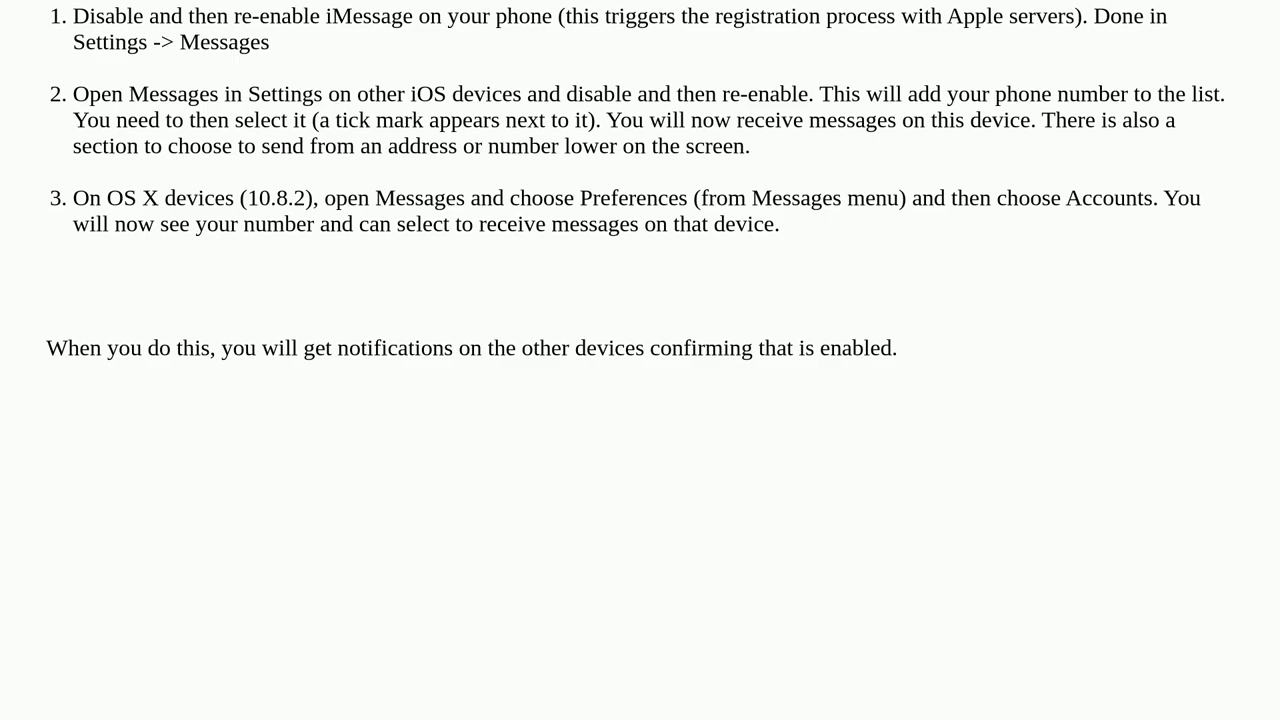 1. Disable and then re-enable iMessage on your phone (this triggers the registration process with Apple servers). Done in
Settings -> Messages
2. Open Messages in Settings on other iOS devices and disable and then re-enable. This will add your phone number to the list.
You need to then select it (a tick mark appears next to it). You will now receive messages on this device. There is also a
section to choose to send from an address or number lower on the screen.
3. On OS X devices (10.8.2), open Messages and choose Preferences (from Messages menu) and then choose Accounts. You
will now see your number and can select to receive messages on that device.
When you do this, you will get notifications on the other devices confirming that is enabled.